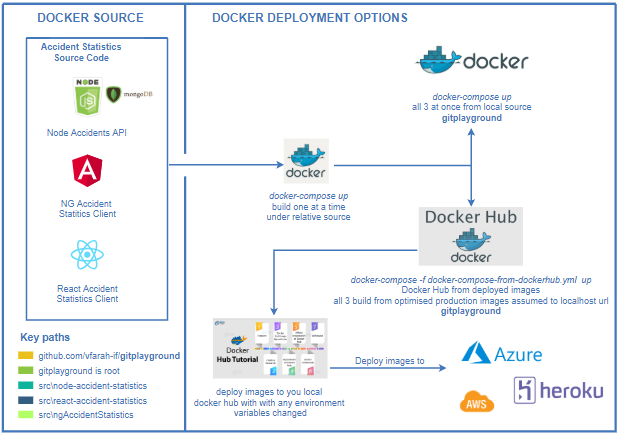 DOCKER SOURCE
Accident Statistics
Source Code
NODE
JS
mongoDB
Node Accidents API
NG Accident
Statitics Client
React Accident
Statistics Client
Key paths
github.com/vfarah-if/gitplayground
gitplayground is root
src\node-accident-statistics
src\react-accident-statistics
src\ngAccidentStatistics
DOCKER DEPLOYMENT OPTIONS
docker
docker-compose up
all 3 at once from local source
gitplayground
docker
docker-compose up
build one at a time
under relative source
Docker Hub
docker
docker-compose -f docker-compose-from-dockerhub.yml up
Docker Hub from deployed images
all 3 build from optimised production images assumed to localhost url
gitplayground
Docker
Hub Tutorial
deploy images to you local
docker hub with with any environment
variables changed
Deploy images to
Azure
AWS
heroku